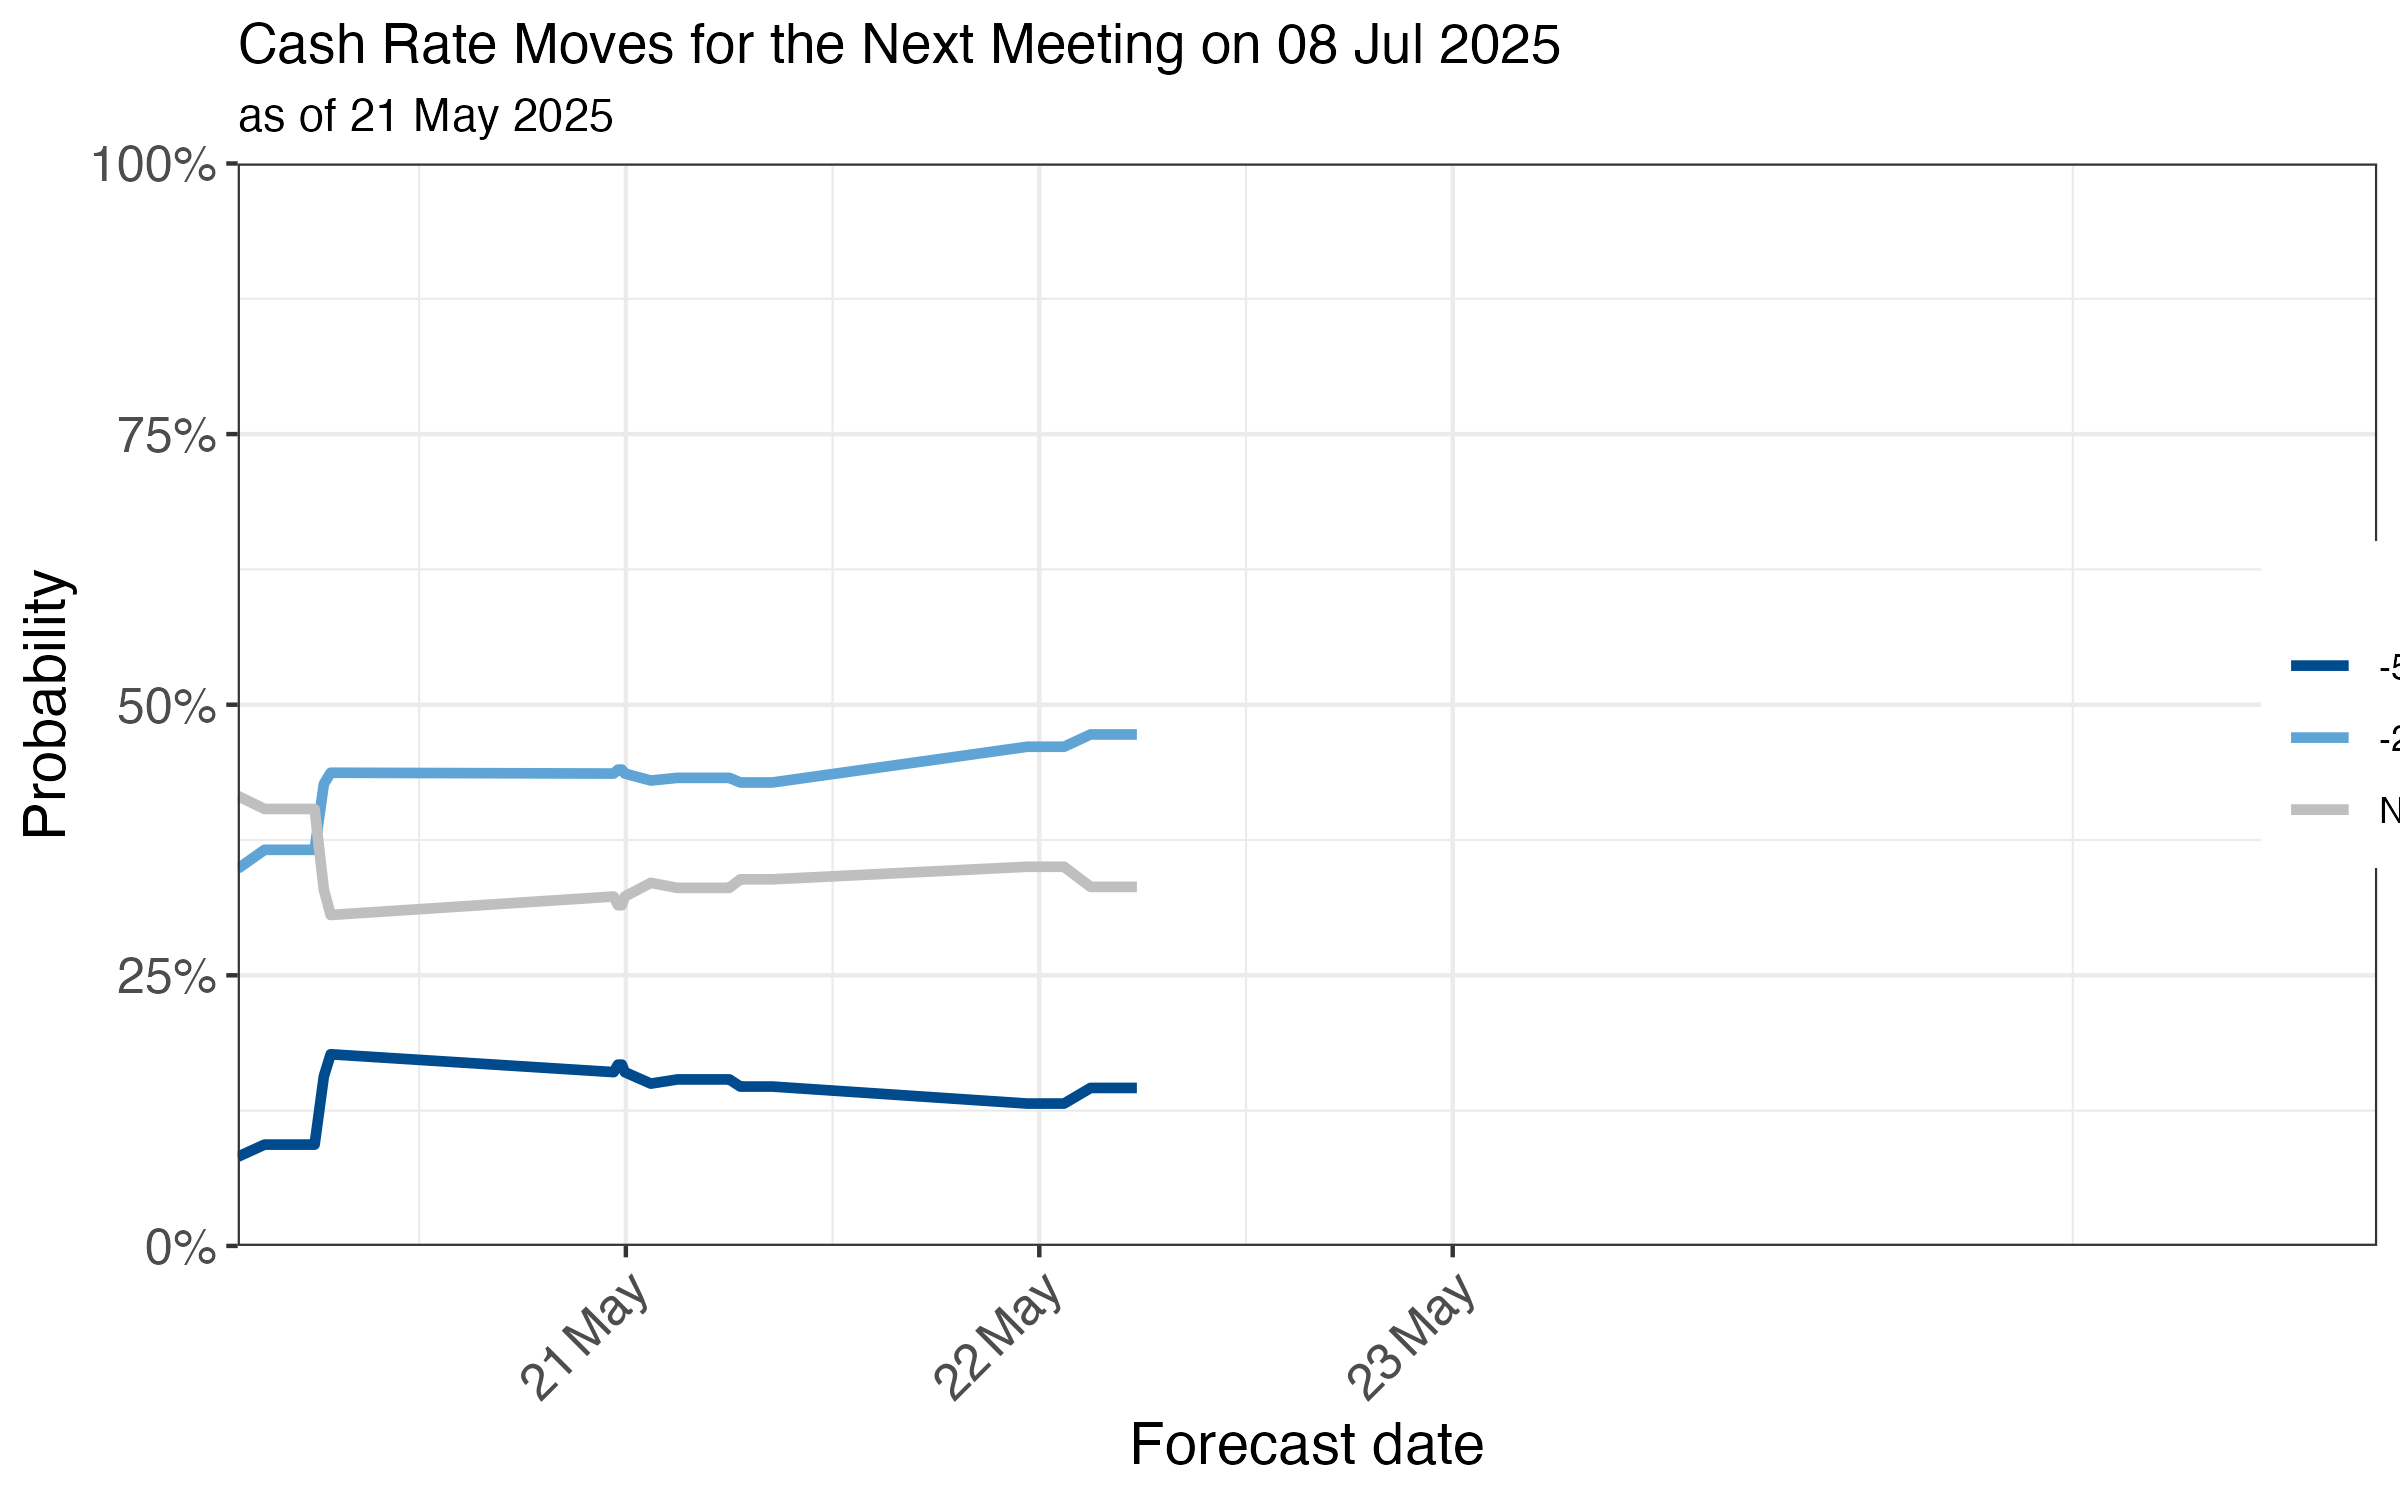 Cash Rate Moves for the Next Meeting on 08 Jul 2025
as of 21 May 2025
100%
75%
50%
25%
0%
Probability
21 May
22 May
23 May
Forecast date